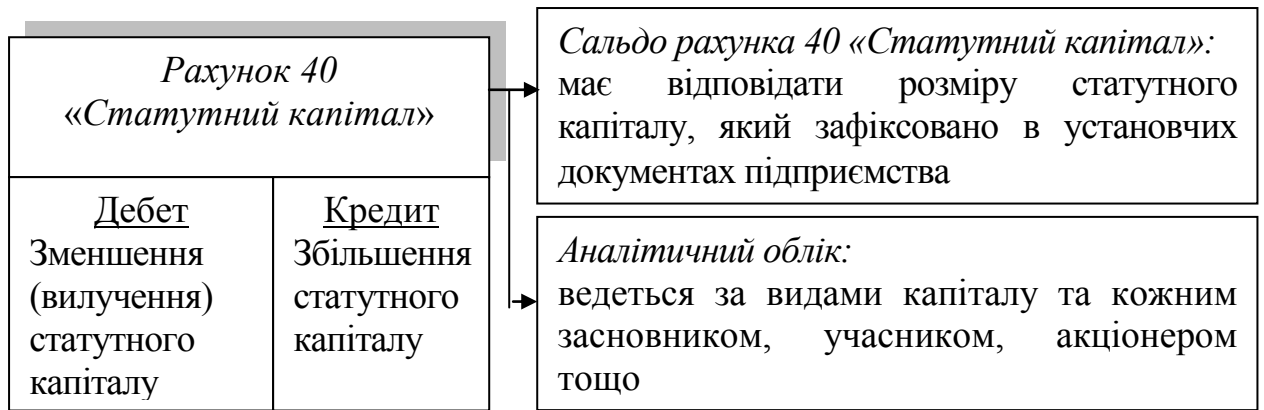 Рахунок 40
«Статутний капітал»
Дебет
Зменшення
(вилучення)
статутного
капіталу
Кредит
Збільшення
статутного
капіталу
Сальдо рахунка 40 «Статутний капітал»:
має відповідати розміру статутного
капіталу, який зафіксовано в установчих
документах підприємства
Аналітичний облік:
ведеться за видами капіталу та кожним
засновником, учасником, акціонером
тощо